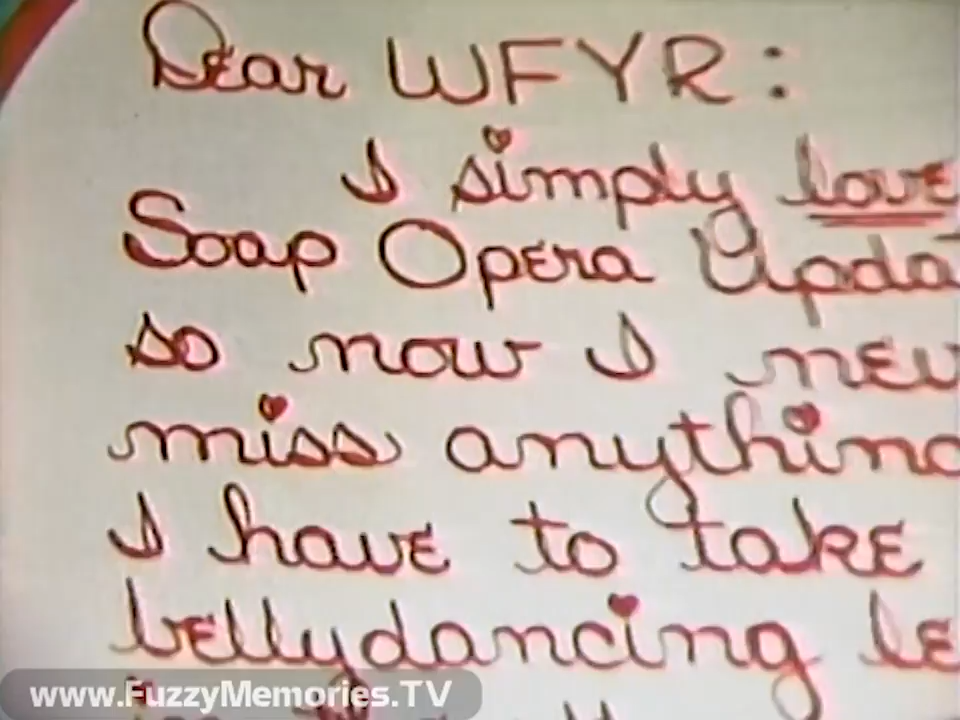 Dear WFYR:
I simply love
Soap Opera Upda
so now I nev
miss anything
I have to take
bellydancing le
www.FuzzyMemories.TV